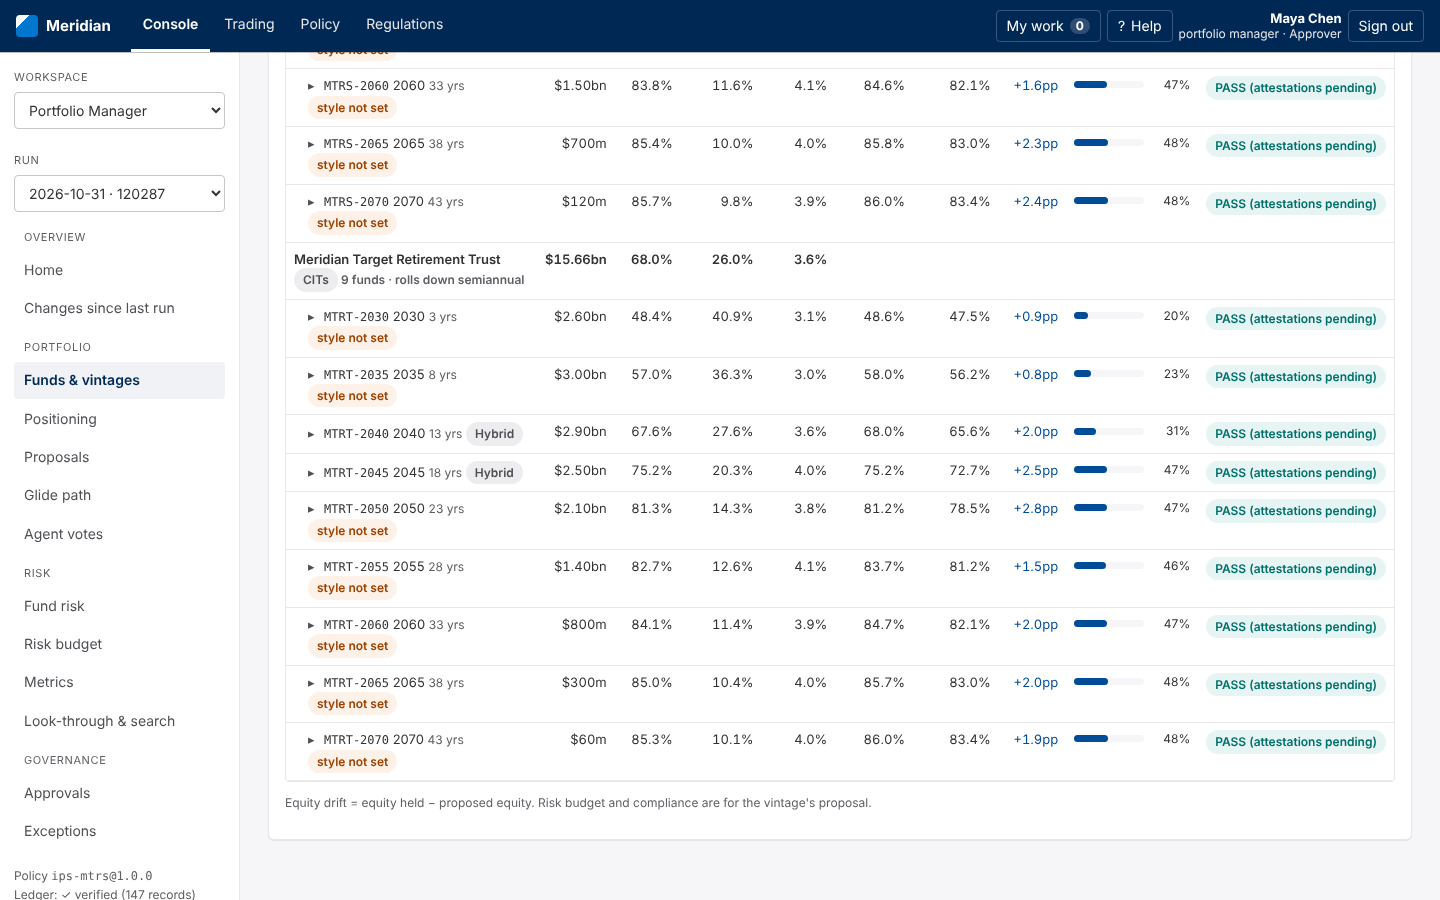 Meridian
Console
Trading
Policy
Regulations
My work 0
? Help
Maya Chen
portfolio manager · Approver
Sign out
WORKSPACE
Portfolio Manager
RUN
2026-10-31 · 120287
OVERVIEW
Home
Changes since last run
PORTFOLIO
Funds & vintages
Positioning
Proposals
Glide path
Agent votes
RISK
Fund risk
Risk budget
Metrics
Look-through & search
GOVERNANCE
Approvals
Exceptions
Policy ips-mtrs@1.0.0
Ledger: ✓ verified (147 records)
style not set
▸ MTRS-2060 2060 33 yrs $1.50bn 83.8% 11.6% 4.1% 84.6% 82.1% +1.6pp 47% PASS (attestations pending)
style not set
▸ MTRS-2065 2065 38 yrs $700m 85.4% 10.0% 4.0% 85.8% 83.0% +2.3pp 48% PASS (attestations pending)
style not set
▸ MTRS-2070 2070 43 yrs $120m 85.7% 9.8% 3.9% 86.0% 83.4% +2.4pp 48% PASS (attestations pending)
style not set
Meridian Target Retirement Trust $15.66bn 68.0% 26.0% 3.6%
CITs 9 funds · rolls down semiannual
▸ MTRT-2030 2030 3 yrs $2.60bn 48.4% 40.9% 3.1% 48.6% 47.5% +0.9pp 20% PASS (attestations pending)
style not set
▸ MTRT-2035 2035 8 yrs $3.00bn 57.0% 36.3% 3.0% 58.0% 56.2% +0.8pp 23% PASS (attestations pending)
style not set
▸ MTRT-2040 2040 13 yrs Hybrid $2.90bn 67.6% 27.6% 3.6% 68.0% 65.6% +2.0pp 31% PASS (attestations pending)
▸ MTRT-2045 2045 18 yrs Hybrid $2.50bn 75.2% 20.3% 4.0% 75.2% 72.7% +2.5pp 47% PASS (attestations pending)
▸ MTRT-2050 2050 23 yrs $2.10bn 81.3% 14.3% 3.8% 81.2% 78.5% +2.8pp 47% PASS (attestations pending)
style not set
▸ MTRT-2055 2055 28 yrs $1.40bn 82.7% 12.6% 4.1% 83.7% 81.2% +1.5pp 46% PASS (attestations pending)
style not set
▸ MTRT-2060 2060 33 yrs $800m 84.1% 11.4% 3.9% 84.7% 82.1% +2.0pp 47% PASS (attestations pending)
style not set
▸ MTRT-2065 2065 38 yrs $300m 85.0% 10.4% 4.0% 85.7% 83.0% +2.0pp 48% PASS (attestations pending)
style not set
▸ MTRT-2070 2070 43 yrs $60m 85.3% 10.1% 4.0% 86.0% 83.4% +1.9pp 48% PASS (attestations pending)
style not set
Equity drift = equity held − proposed equity. Risk budget and compliance are for the vintage's proposal.